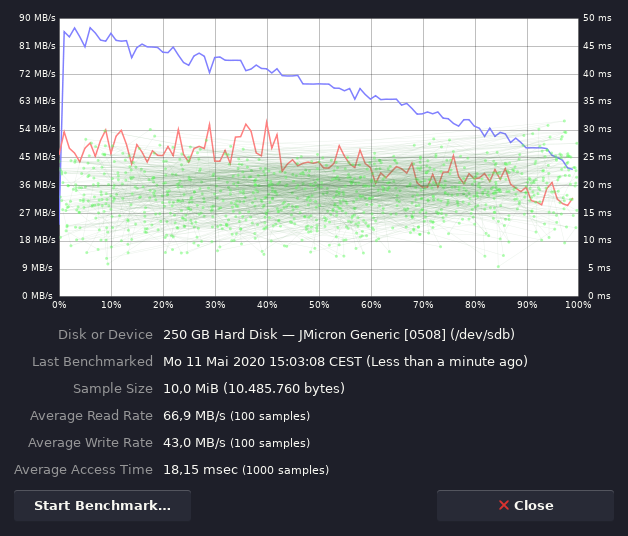 90 MB/s 50 ms
81 MB/s 45 ms
72 MB/s 40 ms
63 MB/s 35 ms
54 MB/s 30 ms
45 MB/s 25 ms
36 MB/s 20 ms
27 MB/s 15 ms
18 MB/s 10 ms
9 MB/s 5 ms
0 MB/s 0 ms
0% 10% 20% 30% 40% 50% 60% 70% 80% 90% 100%
Disk or Device 250 GB Hard Disk — JMicron Generic [0508] (/dev/sdb)
Last Benchmarked Mo 11 Mai 2020 15:03:08 CEST (Less than a minute ago)
Sample Size 10,0 MiB (10.485.760 bytes)
Average Read Rate 66,9 MB/s (100 samples)
Average Write Rate 43,0 MB/s (100 samples)
Average Access Time 18,15 msec (1000 samples)
Start Benchmark... Close